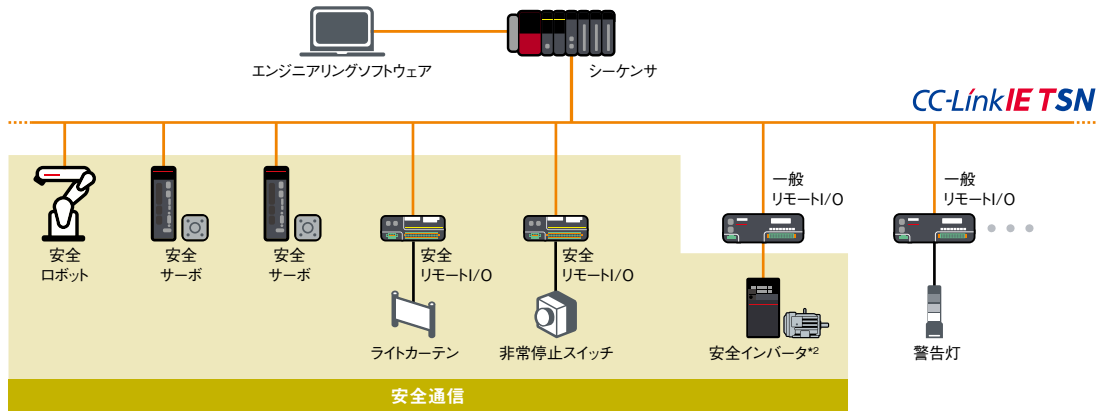 エンジニアリングソフトウェア
シーケンサ
CC-Link IE TSN
一般
リモートI/O
一般
リモートI/O
安全
ロボット
安全
サーボ
安全
サーボ
安全
リモートI/O
安全
リモートI/O
ライトカーテン
非常停止スイッチ
安全インバータ*2
警告灯
安全通信